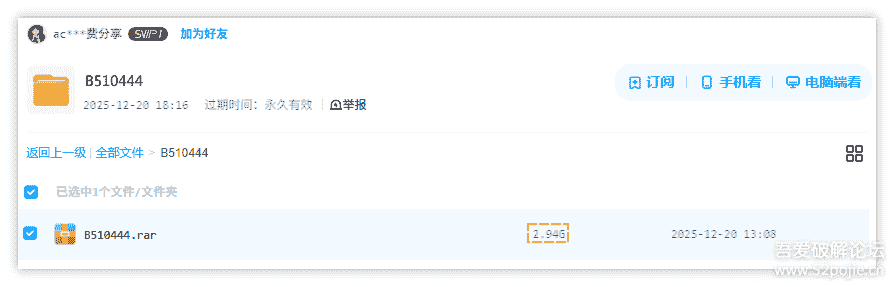 ac***费分享 SVIP1 加为好友
B510444
2025-12-20 18:16 过期时间：永久有效 举报
订阅 手机看 电脑端看
返回上一级 | 全部文件 > B510444
已选中1个文件/文件夹
B510444.rar 2.94G 2025-12-20 13:08
吾爱破解论坛
www.52pojie.cn